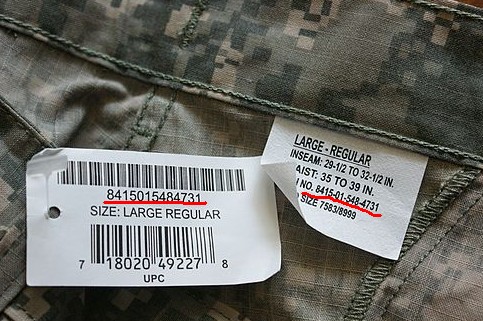 8415015484731
SIZE: LARGE REGULAR
7 18020 49227 8
UPC
LARGE - REGULAR
INSEAM: 29-1/2 TO 32-1/2 IN.
AIST: 35 TO 39 IN.
NO. 8415-01-548-4731
SIZE 7583/8999